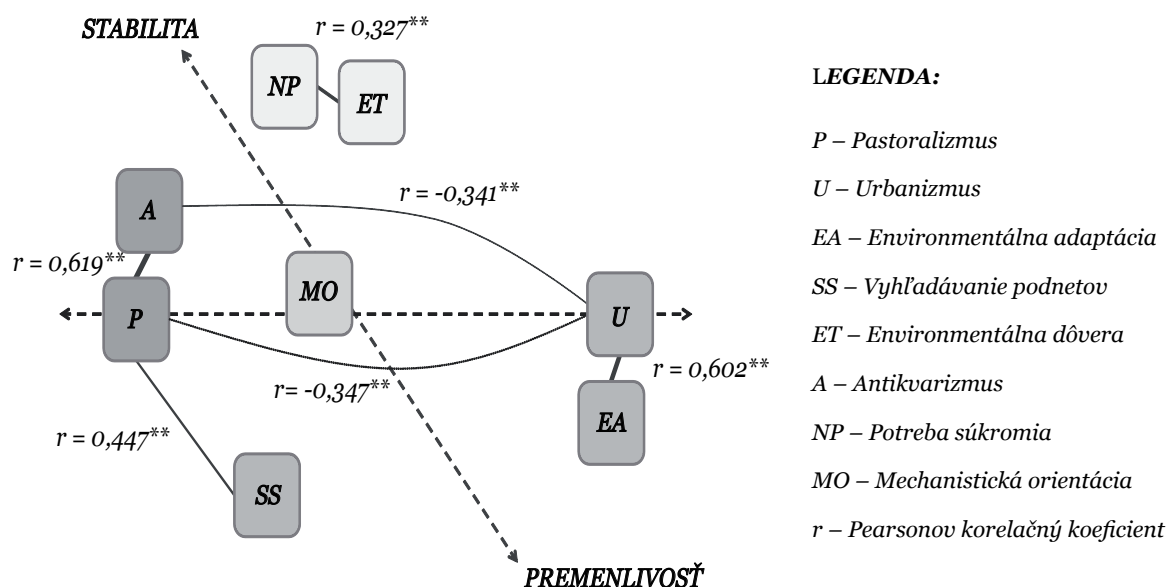 STABILITA
r = 0,327**
NP
ET
A
r = -0,341**
r = 0,619**
MO
P
U
r = 0,602**
r= -0,347**
EA
r = 0,447**
SS
PREMENLIVOSŤ
LEGENDA:
P – Pastoralizmus
U – Urbanizmus
EA – Environmentálna adaptácia
SS – Vyhľadávanie podnetov
ET – Environmentálna dôvera
A – Antikvarizmus
NP – Potreba súkromia
MO – Mechanistická orientácia
r – Pearsonov korelačný koeficient